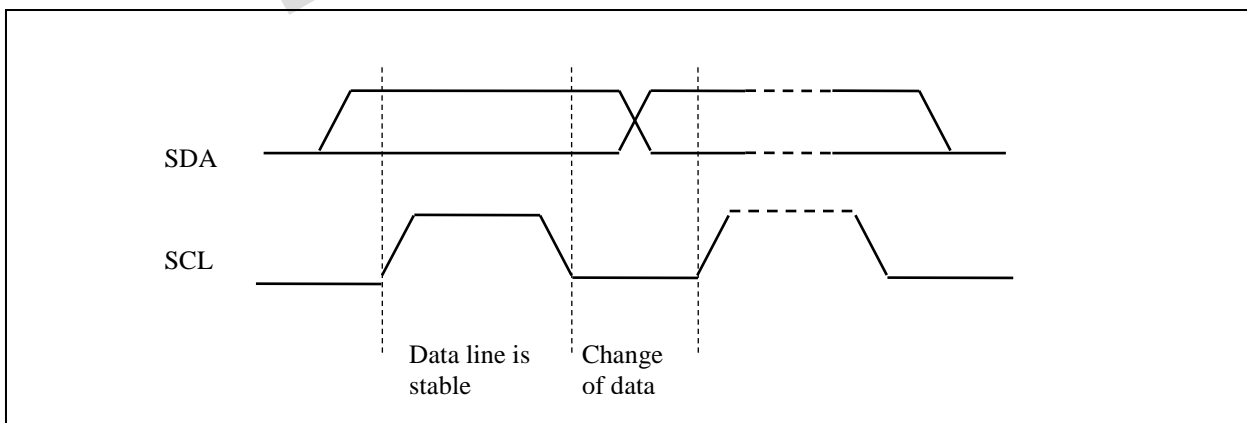 SDA
SCL
Data line is
stable
Change
of data